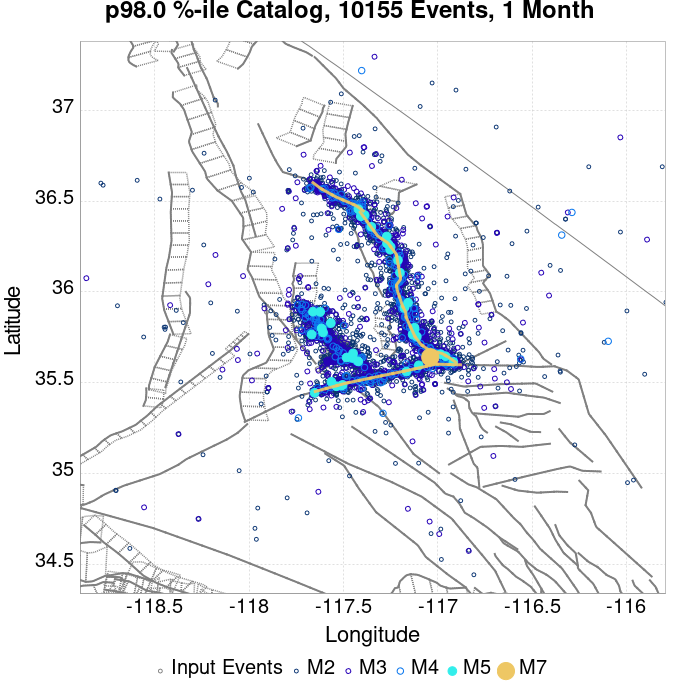 p98.0 %-ile Catalog, 10155 Events, 1 Month
37
36.5
36
35.5
35
34.5
Latitude
-118.5 -118 -117.5 -117 -116.5 -116
Longitude
Input Events M2 M3 M4 M5 M7